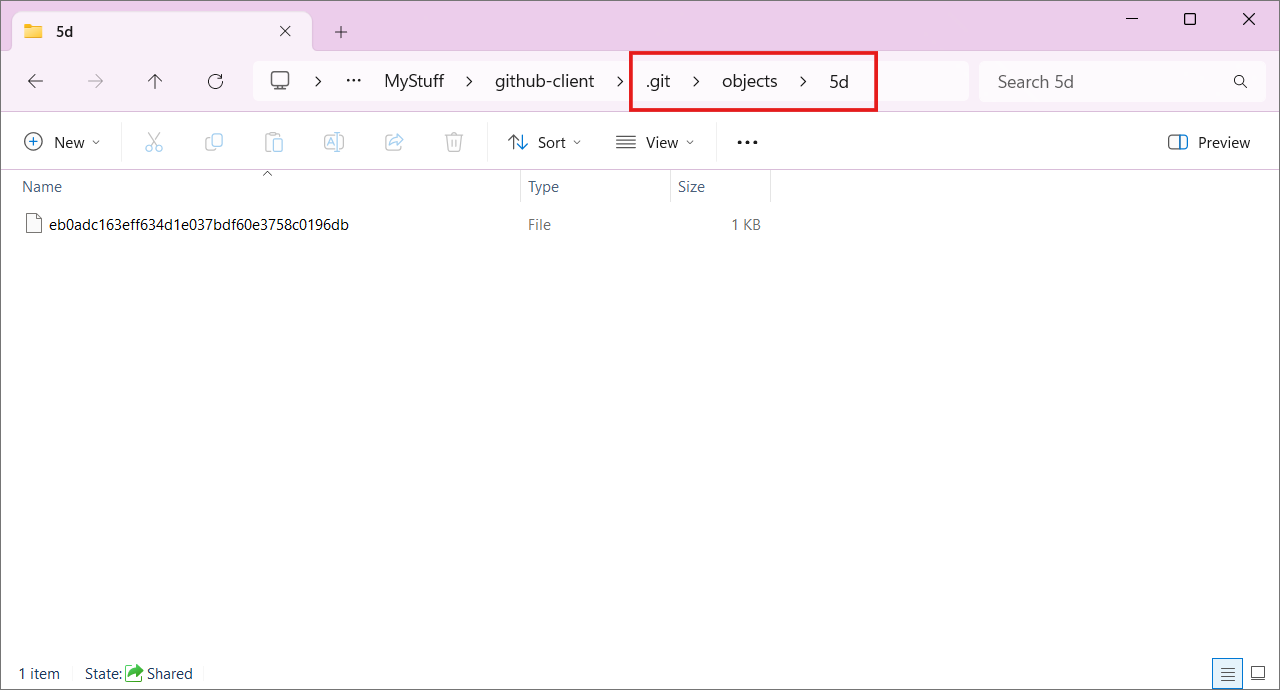 5d
MyStuff github-client .git objects 5d
Search 5d
New Sort View Preview
Name Type Size
eb0adc163eff634d1e037bdf60e3758c0196db File 1 KB
1 item State: Shared